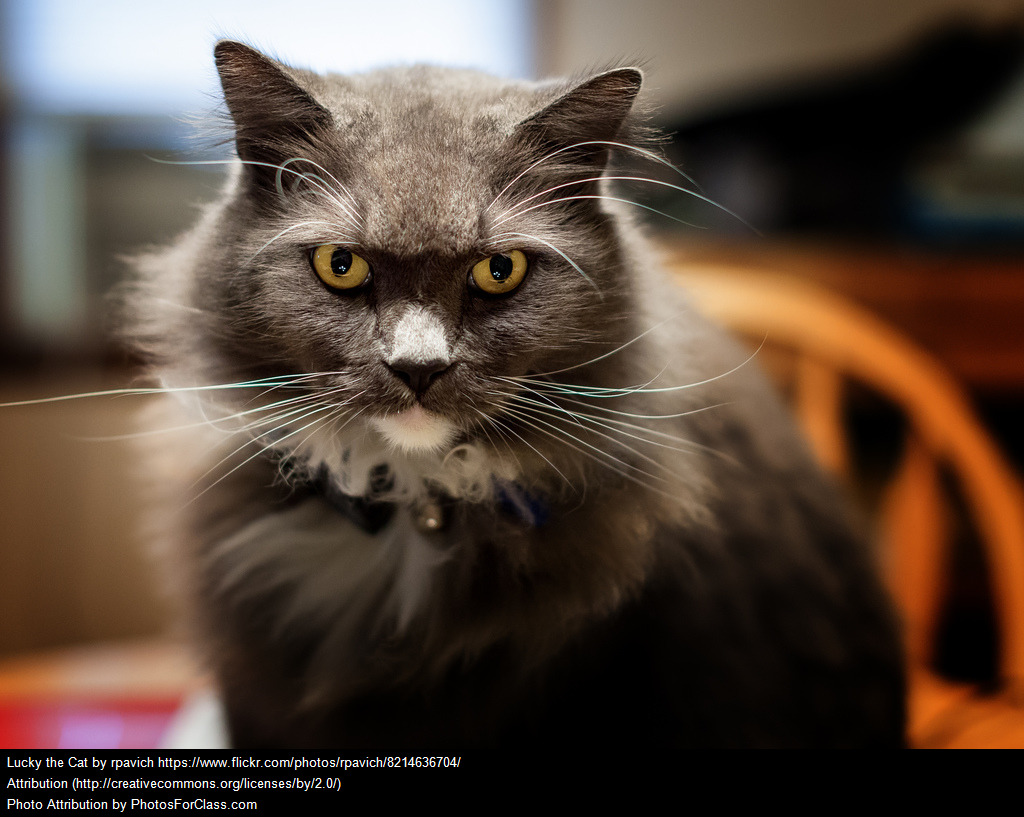 Lucky the Cat by rpavich https://www.flickr.com/photos/rpavich/8214636704/
Attribution (http://creativecommons.org/licenses/by/2.0/)
Photo Attribution by PhotosForClass.com